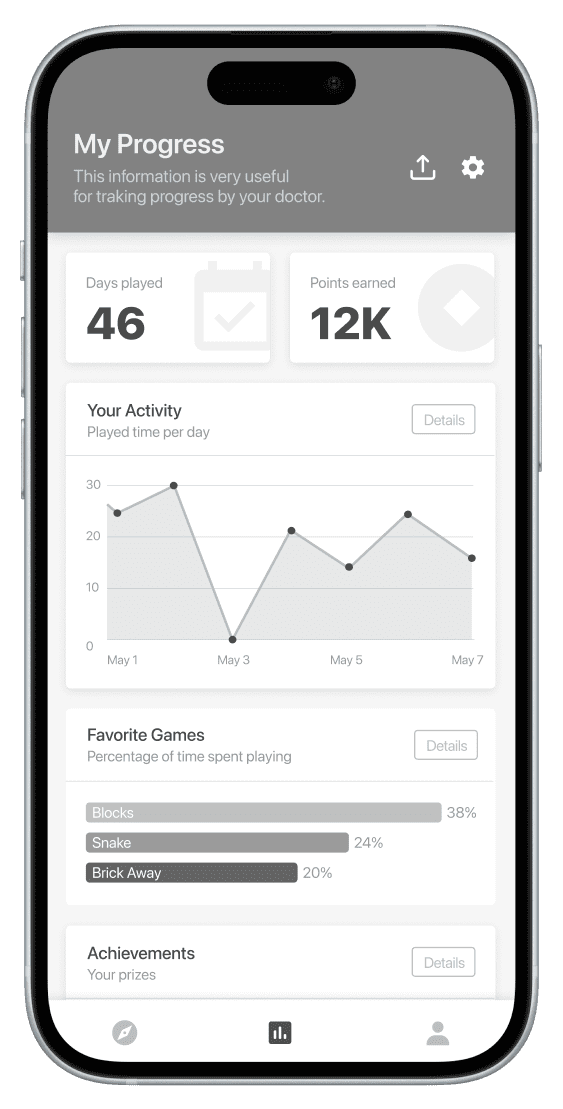 My Progress
This information is very useful
for traking progress by your doctor.
Days played
46
Points earned
12K
Your Activity
Played time per day
Details
30
20
10
0
May 1
May 3
May 5
May 7
Favorite Games
Percentage of time spent playing
Details
Blocks 38%
Snake 24%
Brick Away 20%
Achievements
Your prizes
Details